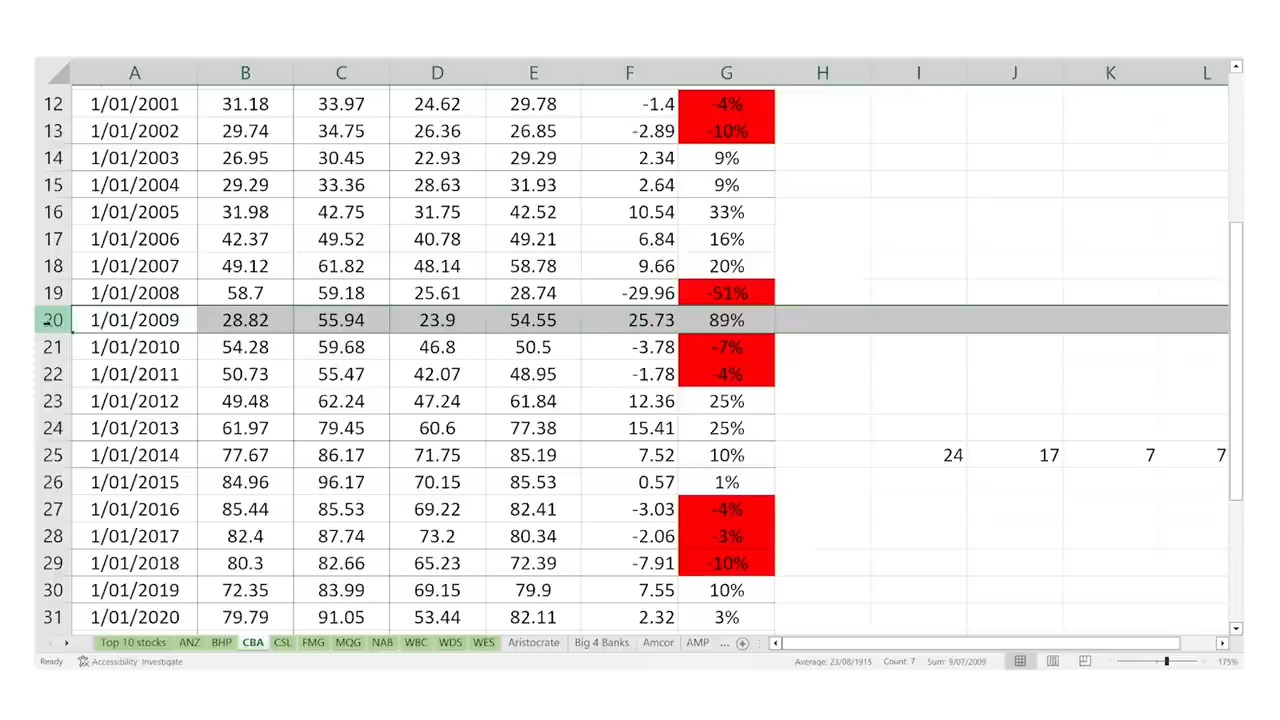 A B C D E F G H I J K L
12 1/01/2001 31.18 33.97 24.62 29.78 -1.4 -4%
13 1/01/2002 29.74 34.75 26.36 26.85 -2.89 -10%
14 1/01/2003 26.95 30.45 22.93 29.29 2.34 9%
15 1/01/2004 29.29 33.36 28.63 31.93 2.64 9%
16 1/01/2005 31.98 42.75 31.75 42.52 10.54 33%
17 1/01/2006 42.37 49.52 40.78 49.21 6.84 16%
18 1/01/2007 49.12 61.82 48.14 58.78 9.66 20%
19 1/01/2008 58.7 59.18 25.61 28.74 -29.96 -51%
20 1/01/2009 28.82 55.94 23.9 54.55 25.73 89%
21 1/01/2010 54.28 59.68 46.8 50.5 -3.78 -7%
22 1/01/2011 50.73 55.47 42.07 48.95 -1.78 -4%
23 1/01/2012 49.48 62.24 47.24 61.84 12.36 25%
24 1/01/2013 61.97 79.45 60.6 77.38 15.41 25%
25 1/01/2014 77.67 86.17 71.75 85.19 7.52 10% 24 17 7 7
26 1/01/2015 84.96 96.17 70.15 85.53 0.57 1%
27 1/01/2016 85.44 85.53 69.22 82.41 -3.03 -4%
28 1/01/2017 82.4 87.74 73.2 80.34 -2.06 -3%
29 1/01/2018 80.3 82.66 65.23 72.39 -7.91 -10%
30 1/01/2019 72.35 83.99 69.15 79.9 7.55 10%
31 1/01/2020 79.79 91.05 53.44 82.11 2.32 3%
Top 10 stocks ANZ BHP CBA CSL FMG MQG NAB WBC WDS WES Aristocrate Big 4 Banks Amcor AMP ...
Ready Accessibility: Investigate Average: 23/08/1915 Count: 7 Sum: 9/07/2009 175%